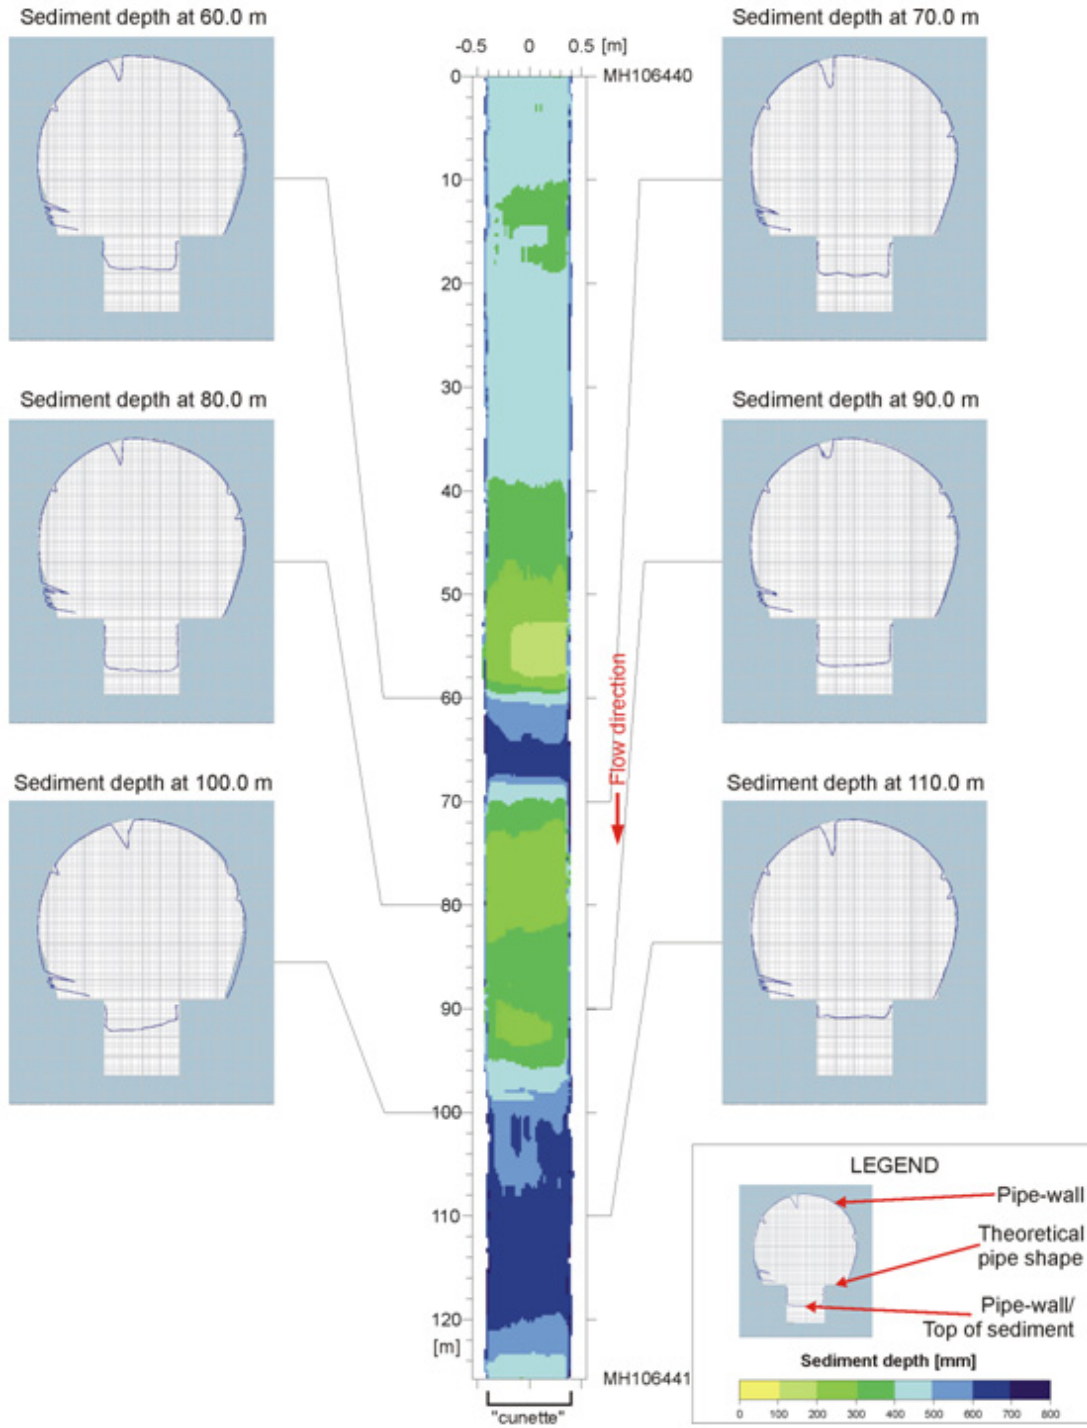 Sediment depth at 60.0 m
Sediment depth at 70.0 m
-0.5 0 0.5 [m]
MH106440
0
10
20
30
Sediment depth at 80.0 m
Sediment depth at 90.0 m
40
50
60
Flow direction
70
Sediment depth at 100.0 m
Sediment depth at 110.0 m
80
90
100
110
120
[m]
MH106441
"cunette"
LEGEND
Pipe-wall
Theoretical
pipe shape
Pipe-wall/
Top of sediment
Sediment depth [mm]
0 100 200 300 400 500 600 700 800